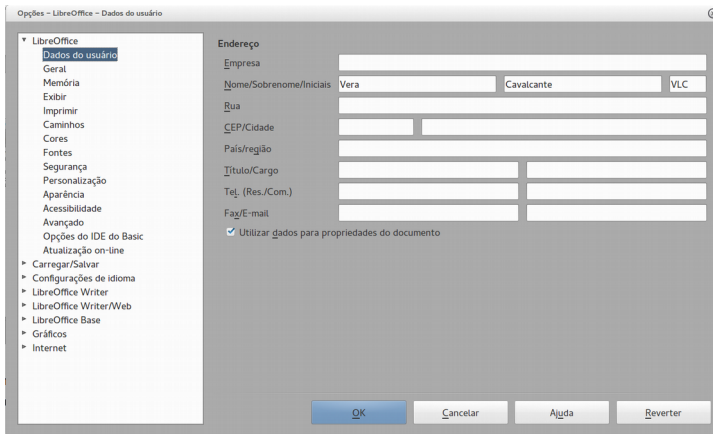 Opções – LibreOffice – Dados do usuário
LibreOffice
Dados do usuário
Geral
Memória
Exibir
Imprimir
Caminhos
Cores
Fontes
Segurança
Personalização
Aparência
Acessibilidade
Avançado
Opções do IDE do Basic
Atualização on-line
Carregar/Salvar
Configurações de idioma
LibreOffice Writer
LibreOffice Writer/Web
LibreOffice Base
Gráficos
Internet
Endereço
Empresa
Nome/Sobrenome/Iniciais Vera Cavalcante VLC
Rua
CEP/Cidade
País/região
Título/Cargo
Tel. (Res./Com.)
Fax/E-mail
Utilizar dados para propriedades do documento
OK Cancelar Ajuda Reverter